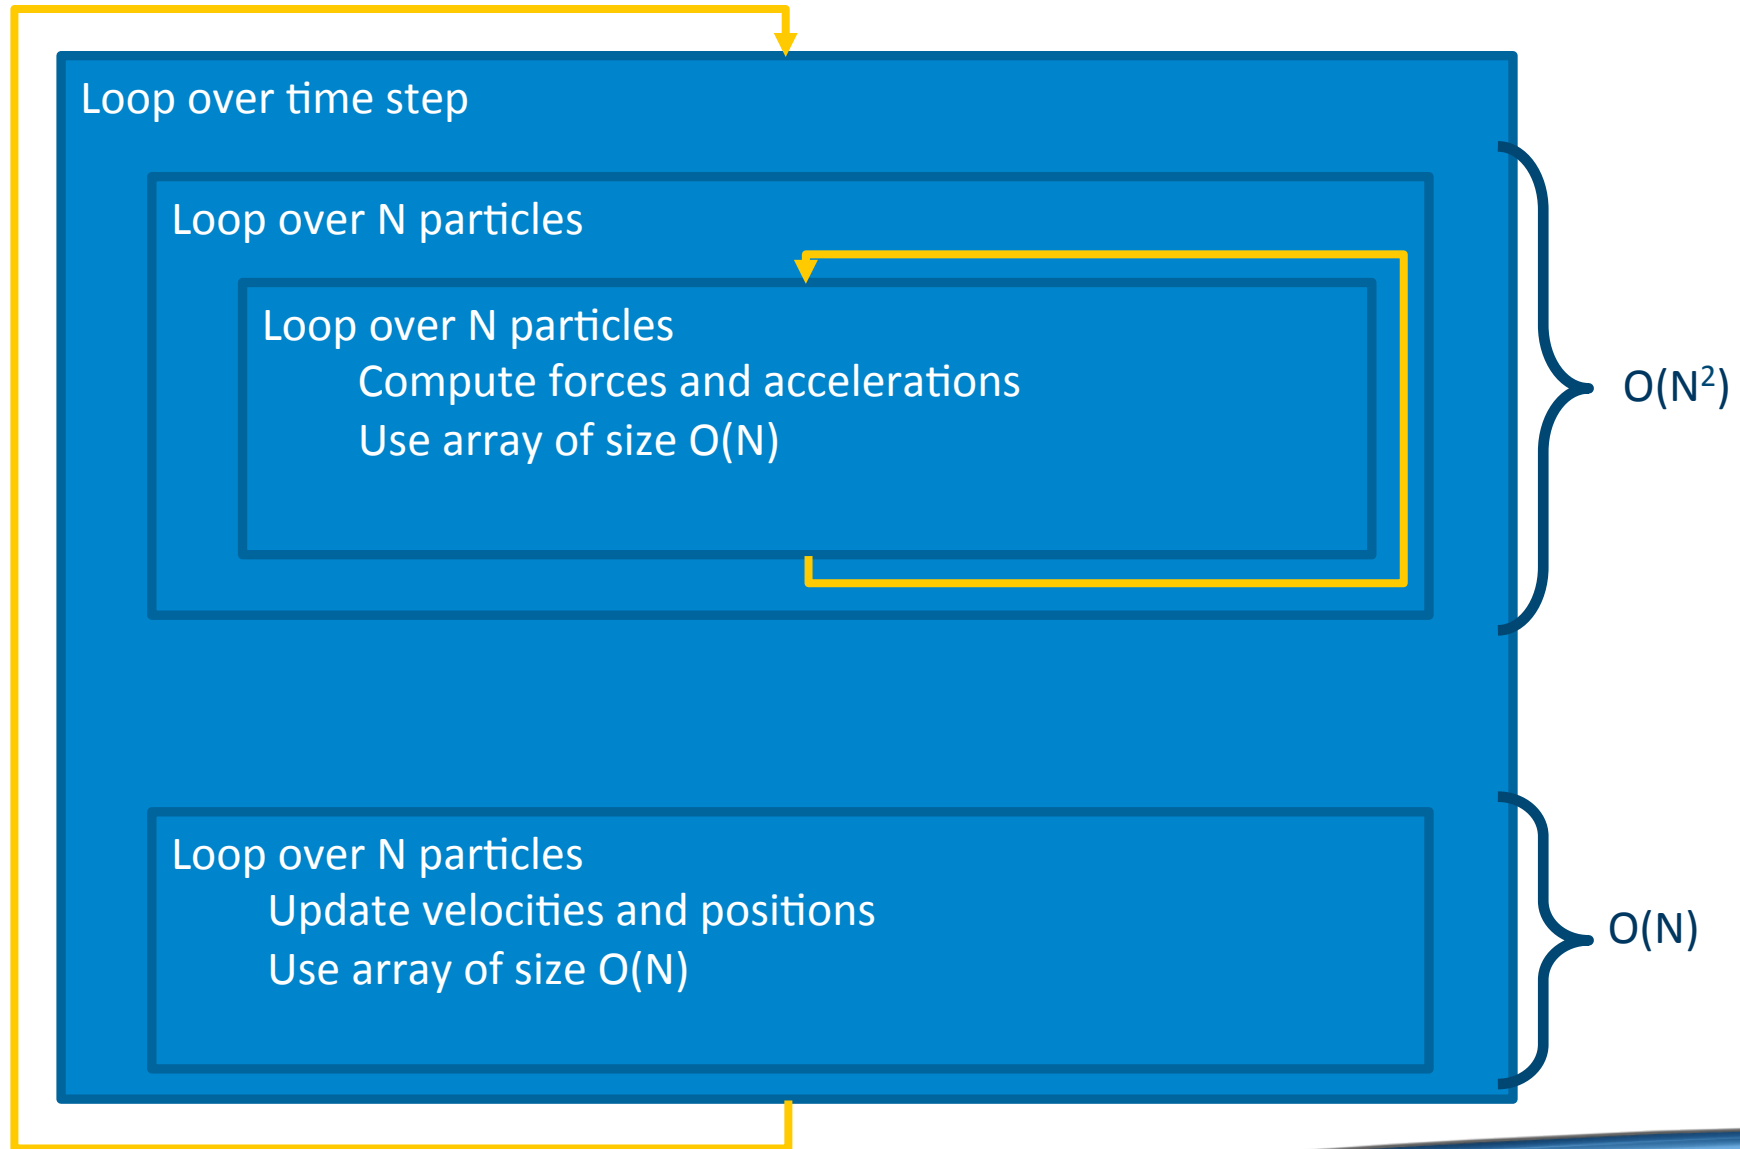 Loop over time step
Loop over N particles
Loop over N particles
Compute forces and accelerations
Use array of size O(N)
O(N²)
Loop over N particles
Update velocities and positions
Use array of size O(N)
O(N)